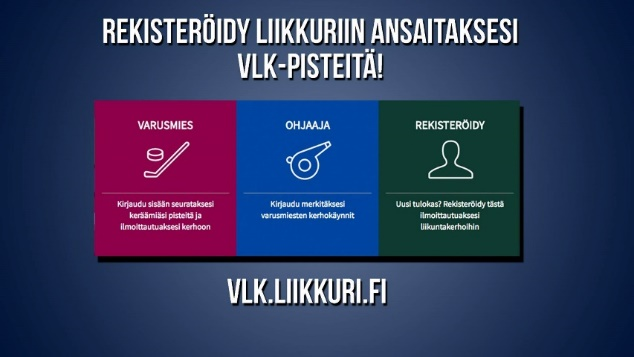 REKISTERÖIDY LIIKKURIIN ANSAITAKSESI
VLK-PISTEITÄ!
VARUSMIES
Kirjaudu sisään seurataksesi
keräämiäsi pisteitä ja
ilmoittautuaksesi kerhoon
OHJAAJA
Kirjaudu merkitäksesi
varusmiesten kerhokäynnit
REKISTERÖIDY
Uusi tulokas? Rekisteröidy tästä
ilmoittautuaksesi
liikuntakerhoihin
VLK.LIIKKURI.FI